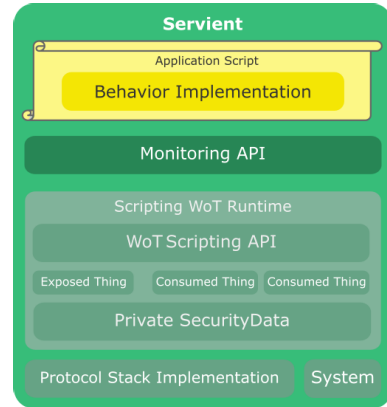 Servient
Application Script
Behavior Implementation
Monitoring API
Scripting WoT Runtime
WoT Scripting API
Exposed Thing Consumed Thing Consumed Thing
Private SecurityData
Protocol Stack Implementation System